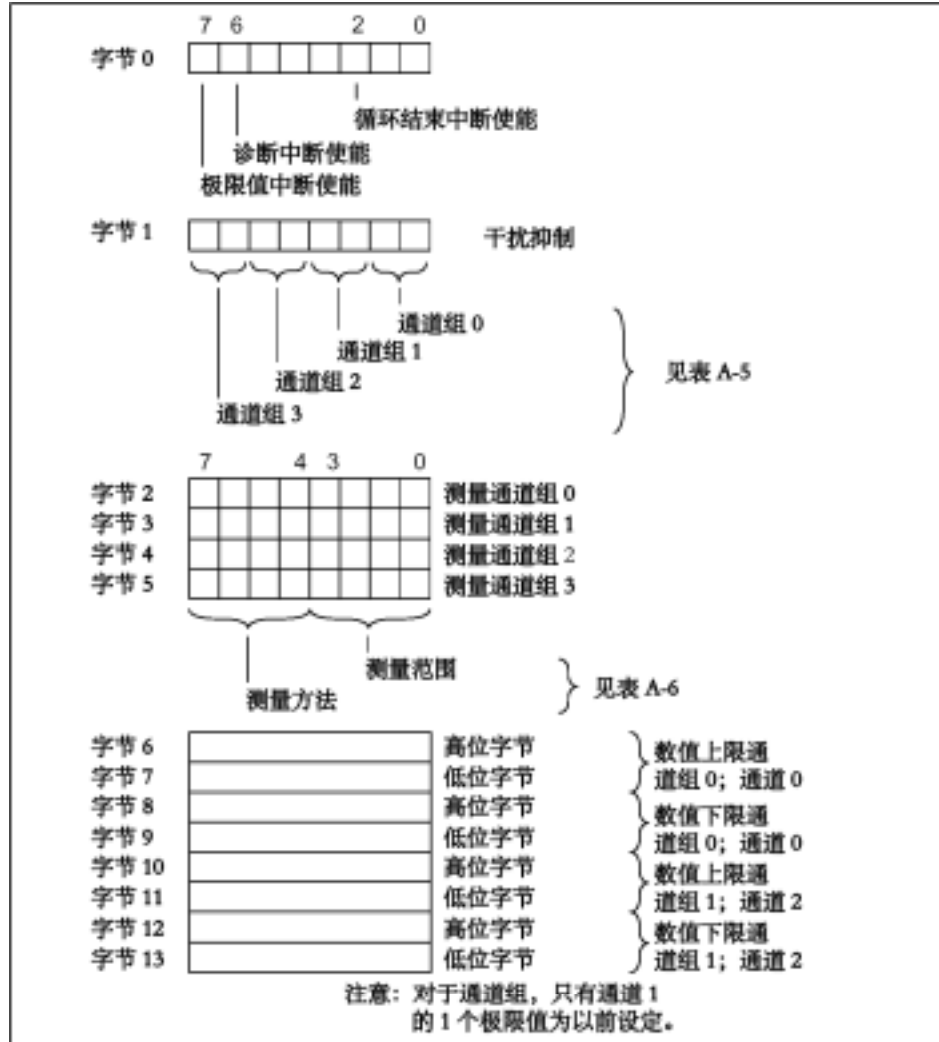 7 6 2 0
字节 0
循环结束中断使能
诊断中断使能
极限值中断使能
字节 1 干扰抑制
通道组 0
通道组 1
通道组 2
通道组 3
见表 A-5
7 4 3 0
字节 2 测量通道组 0
字节 3 测量通道组 1
字节 4 测量通道组 2
字节 5 测量通道组 3
测量范围
测量方法
见表 A-6
字节 6 高位字节 数值上限通
字节 7 低位字节 道组 0；通道 0
字节 8 高位字节 数值下限通
字节 9 低位字节 道组 0；通道 0
字节 10 高位字节 数值上限通
字节 11 低位字节 道组 1；通道 2
字节 12 高位字节 数值下限通
字节 13 低位字节 道组 1；通道 2
注意：对于通道组，只有通道 1
的 1 个极限值为以前设定。